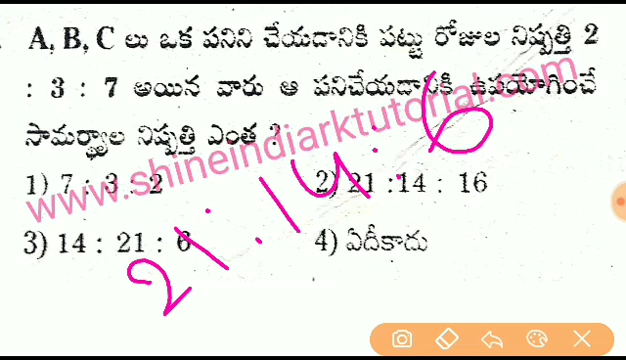 A, B, C లు ఒక పనిని చేయడానికి పట్టు రోజుల నిష్పత్తి 2
: 3 : 7 అయిన వారు ఆ పనిచేయడానికి ఉపయోగించే
సామర్థ్యాల నిష్పత్తి ఎంత ?
1) 7 : 3 : 2 2) 21 :14 : 16
3) 14 : 21 : 6 4) ఏదీకాదు
21 : 14 : 6
www.shineindiarktutorial.com